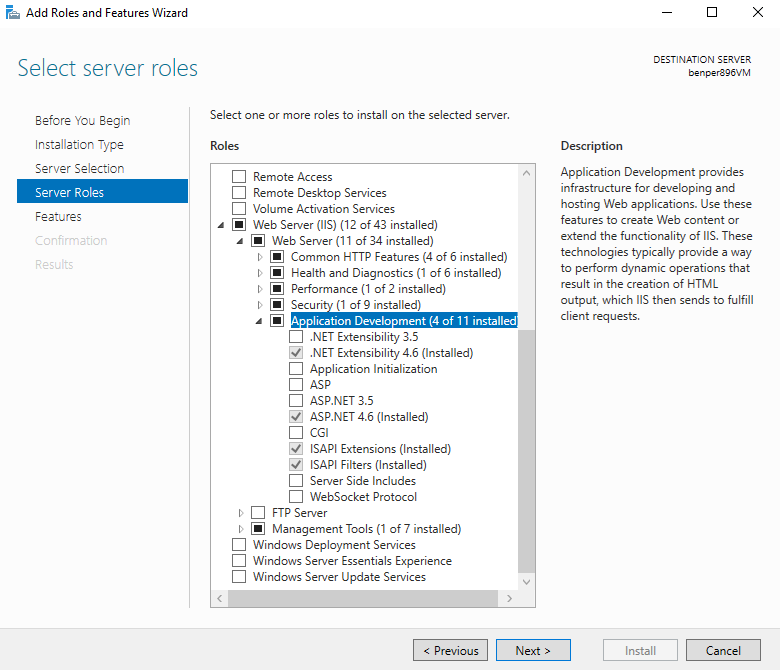 Add Roles and Features Wizard
Select server roles
DESTINATION SERVER
benper896VM
Before You Begin
Installation Type
Server Selection
Server Roles
Features
Confirmation
Results
Select one or more roles to install on the selected server.
Roles
Remote Access
Remote Desktop Services
Volume Activation Services
Web Server (IIS) (12 of 43 installed)
Web Server (11 of 34 installed)
Common HTTP Features (4 of 6 installed)
Health and Diagnostics (1 of 6 installed)
Performance (1 of 2 installed)
Security (1 of 9 installed)
Application Development (4 of 11 installed
.NET Extensibility 3.5
.NET Extensibility 4.6 (Installed)
Application Initialization
ASP
ASP.NET 3.5
ASP.NET 4.6 (Installed)
CGI
ISAPI Extensions (Installed)
ISAPI Filters (Installed)
Server Side Includes
WebSocket Protocol
FTP Server
Management Tools (1 of 7 installed)
Windows Deployment Services
Windows Server Essentials Experience
Windows Server Update Services
Description
Application Development provides
infrastructure for developing and
hosting Web applications. Use these
features to create Web content or
extend the functionality of IIS. These
technologies typically provide a way
to perform dynamic operations that
result in the creation of HTML
output, which IIS then sends to fulfill
client requests.
< Previous
Next >
Install
Cancel